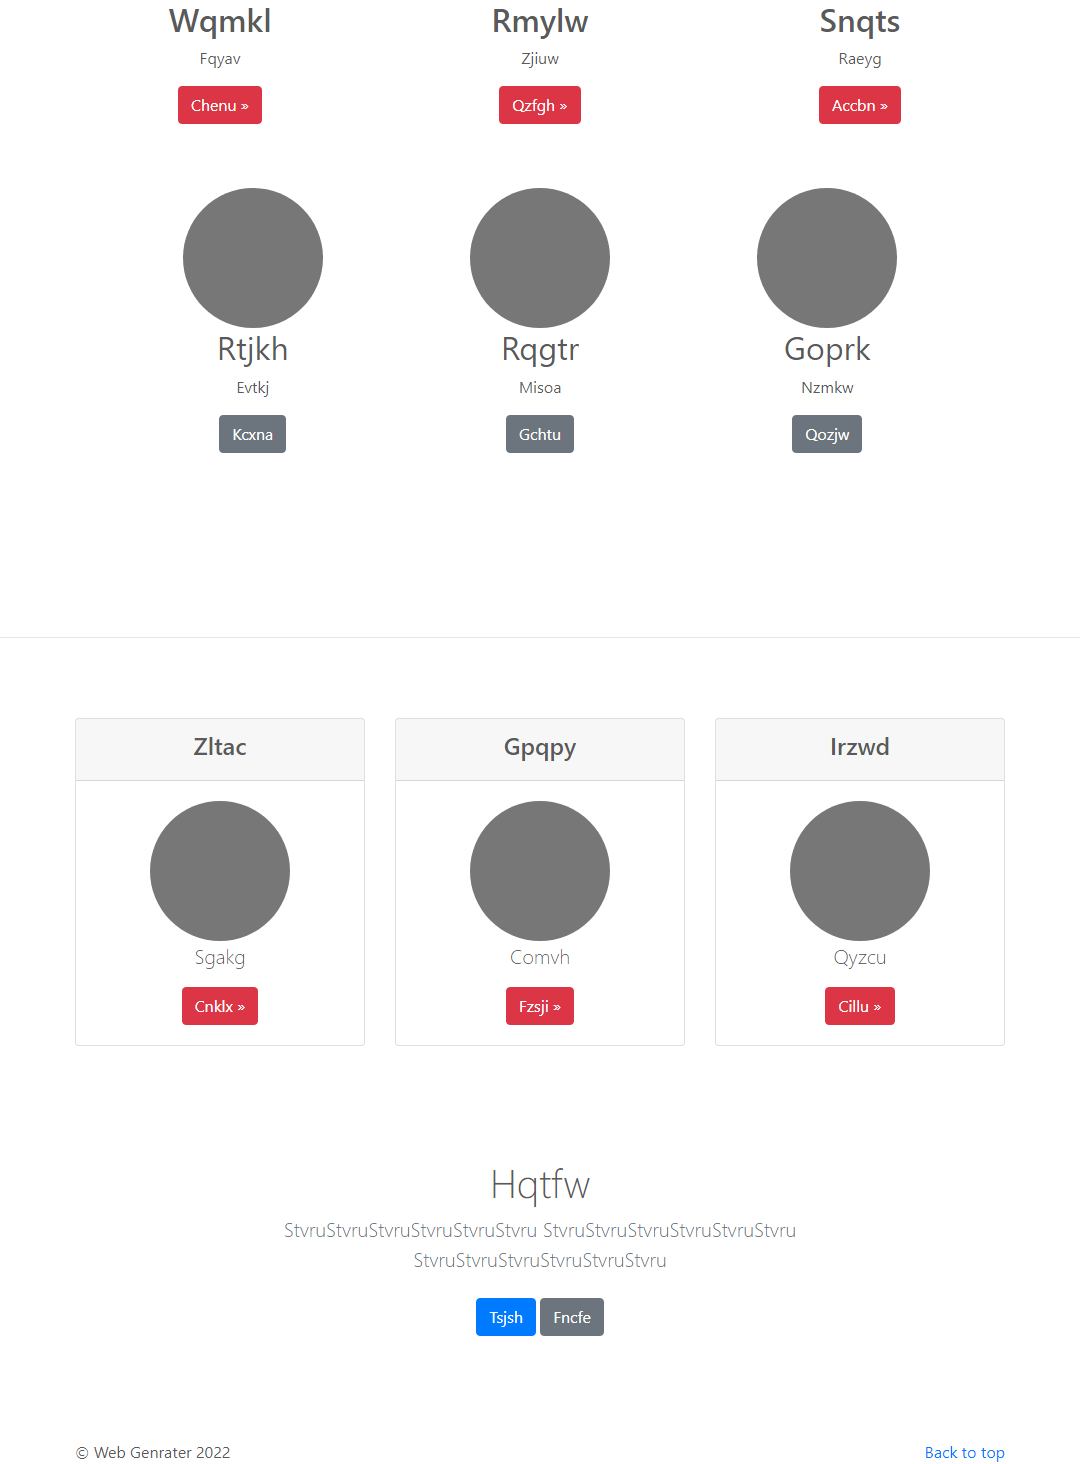 Wqmkl
Rmylw
Snqts
Fqyav
Zjiuw
Raeyg
Chenu »
Qzfgh »
Accbn »
Rtjkh
Rqgtr
Goprk
Evtkj
Misoa
Nzmkw
Kcxna
Gchtu
Qozjw
Zltac
Gpqpy
Irzwd
Sgakg
Comvh
Qyzcu
Cnklx »
Fzsji »
Cillu »
Hqtfw
StvruStvruStvruStvruStvruStvru StvruStvruStvruStvruStvruStvru
StvruStvruStvruStvruStvruStvru
Tsjsh Fncfe
© Web Genrater 2022
Back to top